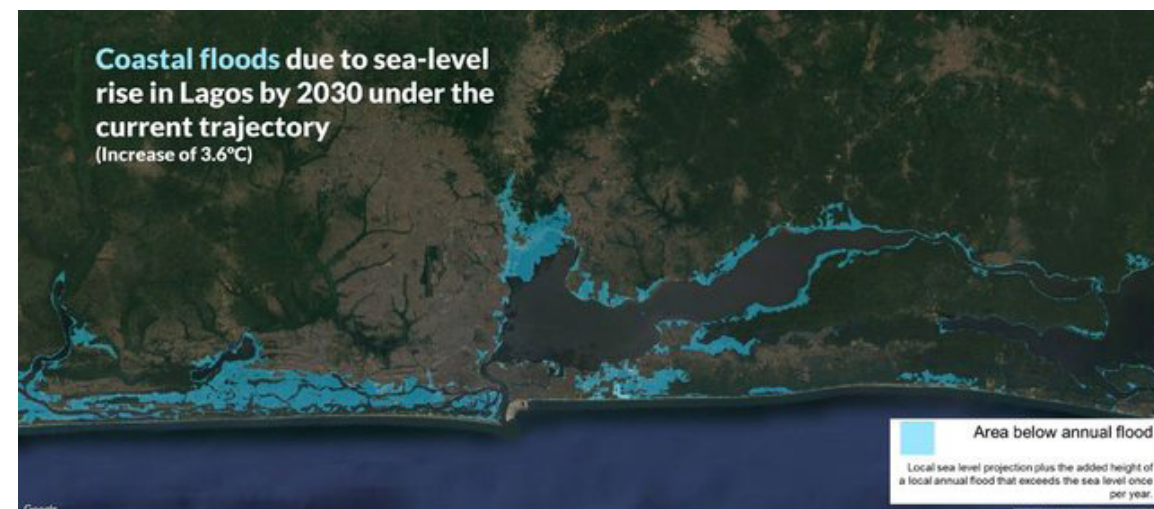 Coastal floods due to sea-level
rise in Lagos by 2030 under the
current trajectory
(Increase of 3.6ºC)
Area below annual flood
Local sea level projection plus the added height of
a local annual flood that exceeds the sea level once
per year.